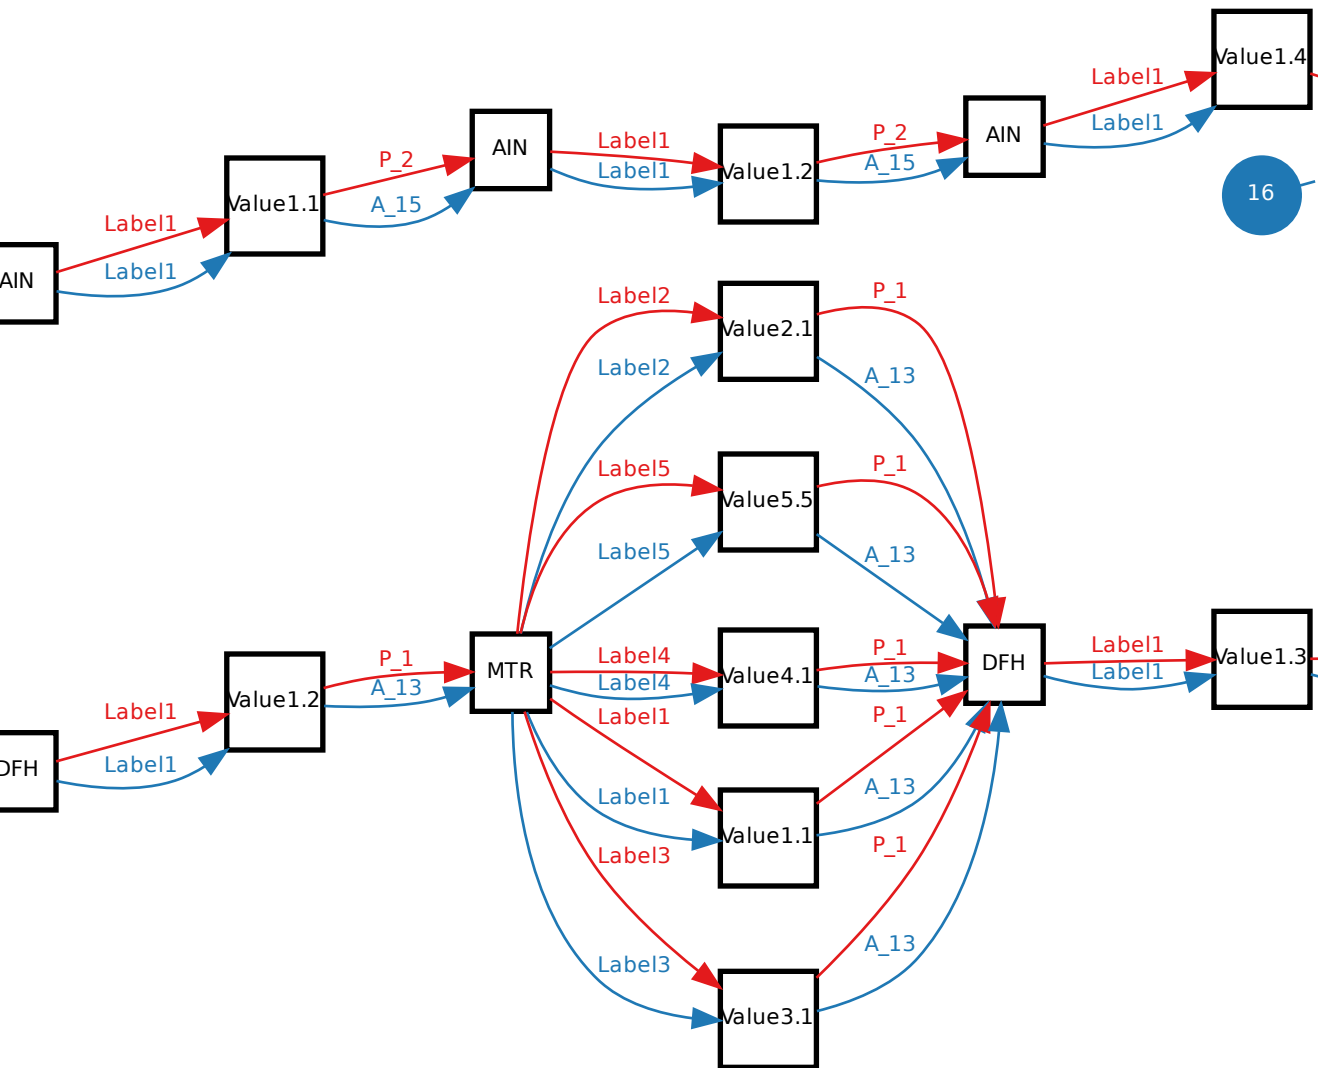 Value1.4
Label1
Label1
AIN
P_2
A_15
Value1.2
Label1
Label1
AIN
P_2
A_15
Value1.1
Label1
Label1
AIN
16
Label2
Label2
Value2.1
P_1
A_13
Label5
Label5
Value5.5
P_1
A_13
DFH
Label1
Label1
Value1.2
P_1
A_13
MTR
Label4
Label4
Value4.1
P_1
A_13
DFH
Label1
Label1
Value1.3
Label1
Label1
Value1.1
P_1
A_13
Label3
Label3
Value3.1
P_1
A_13